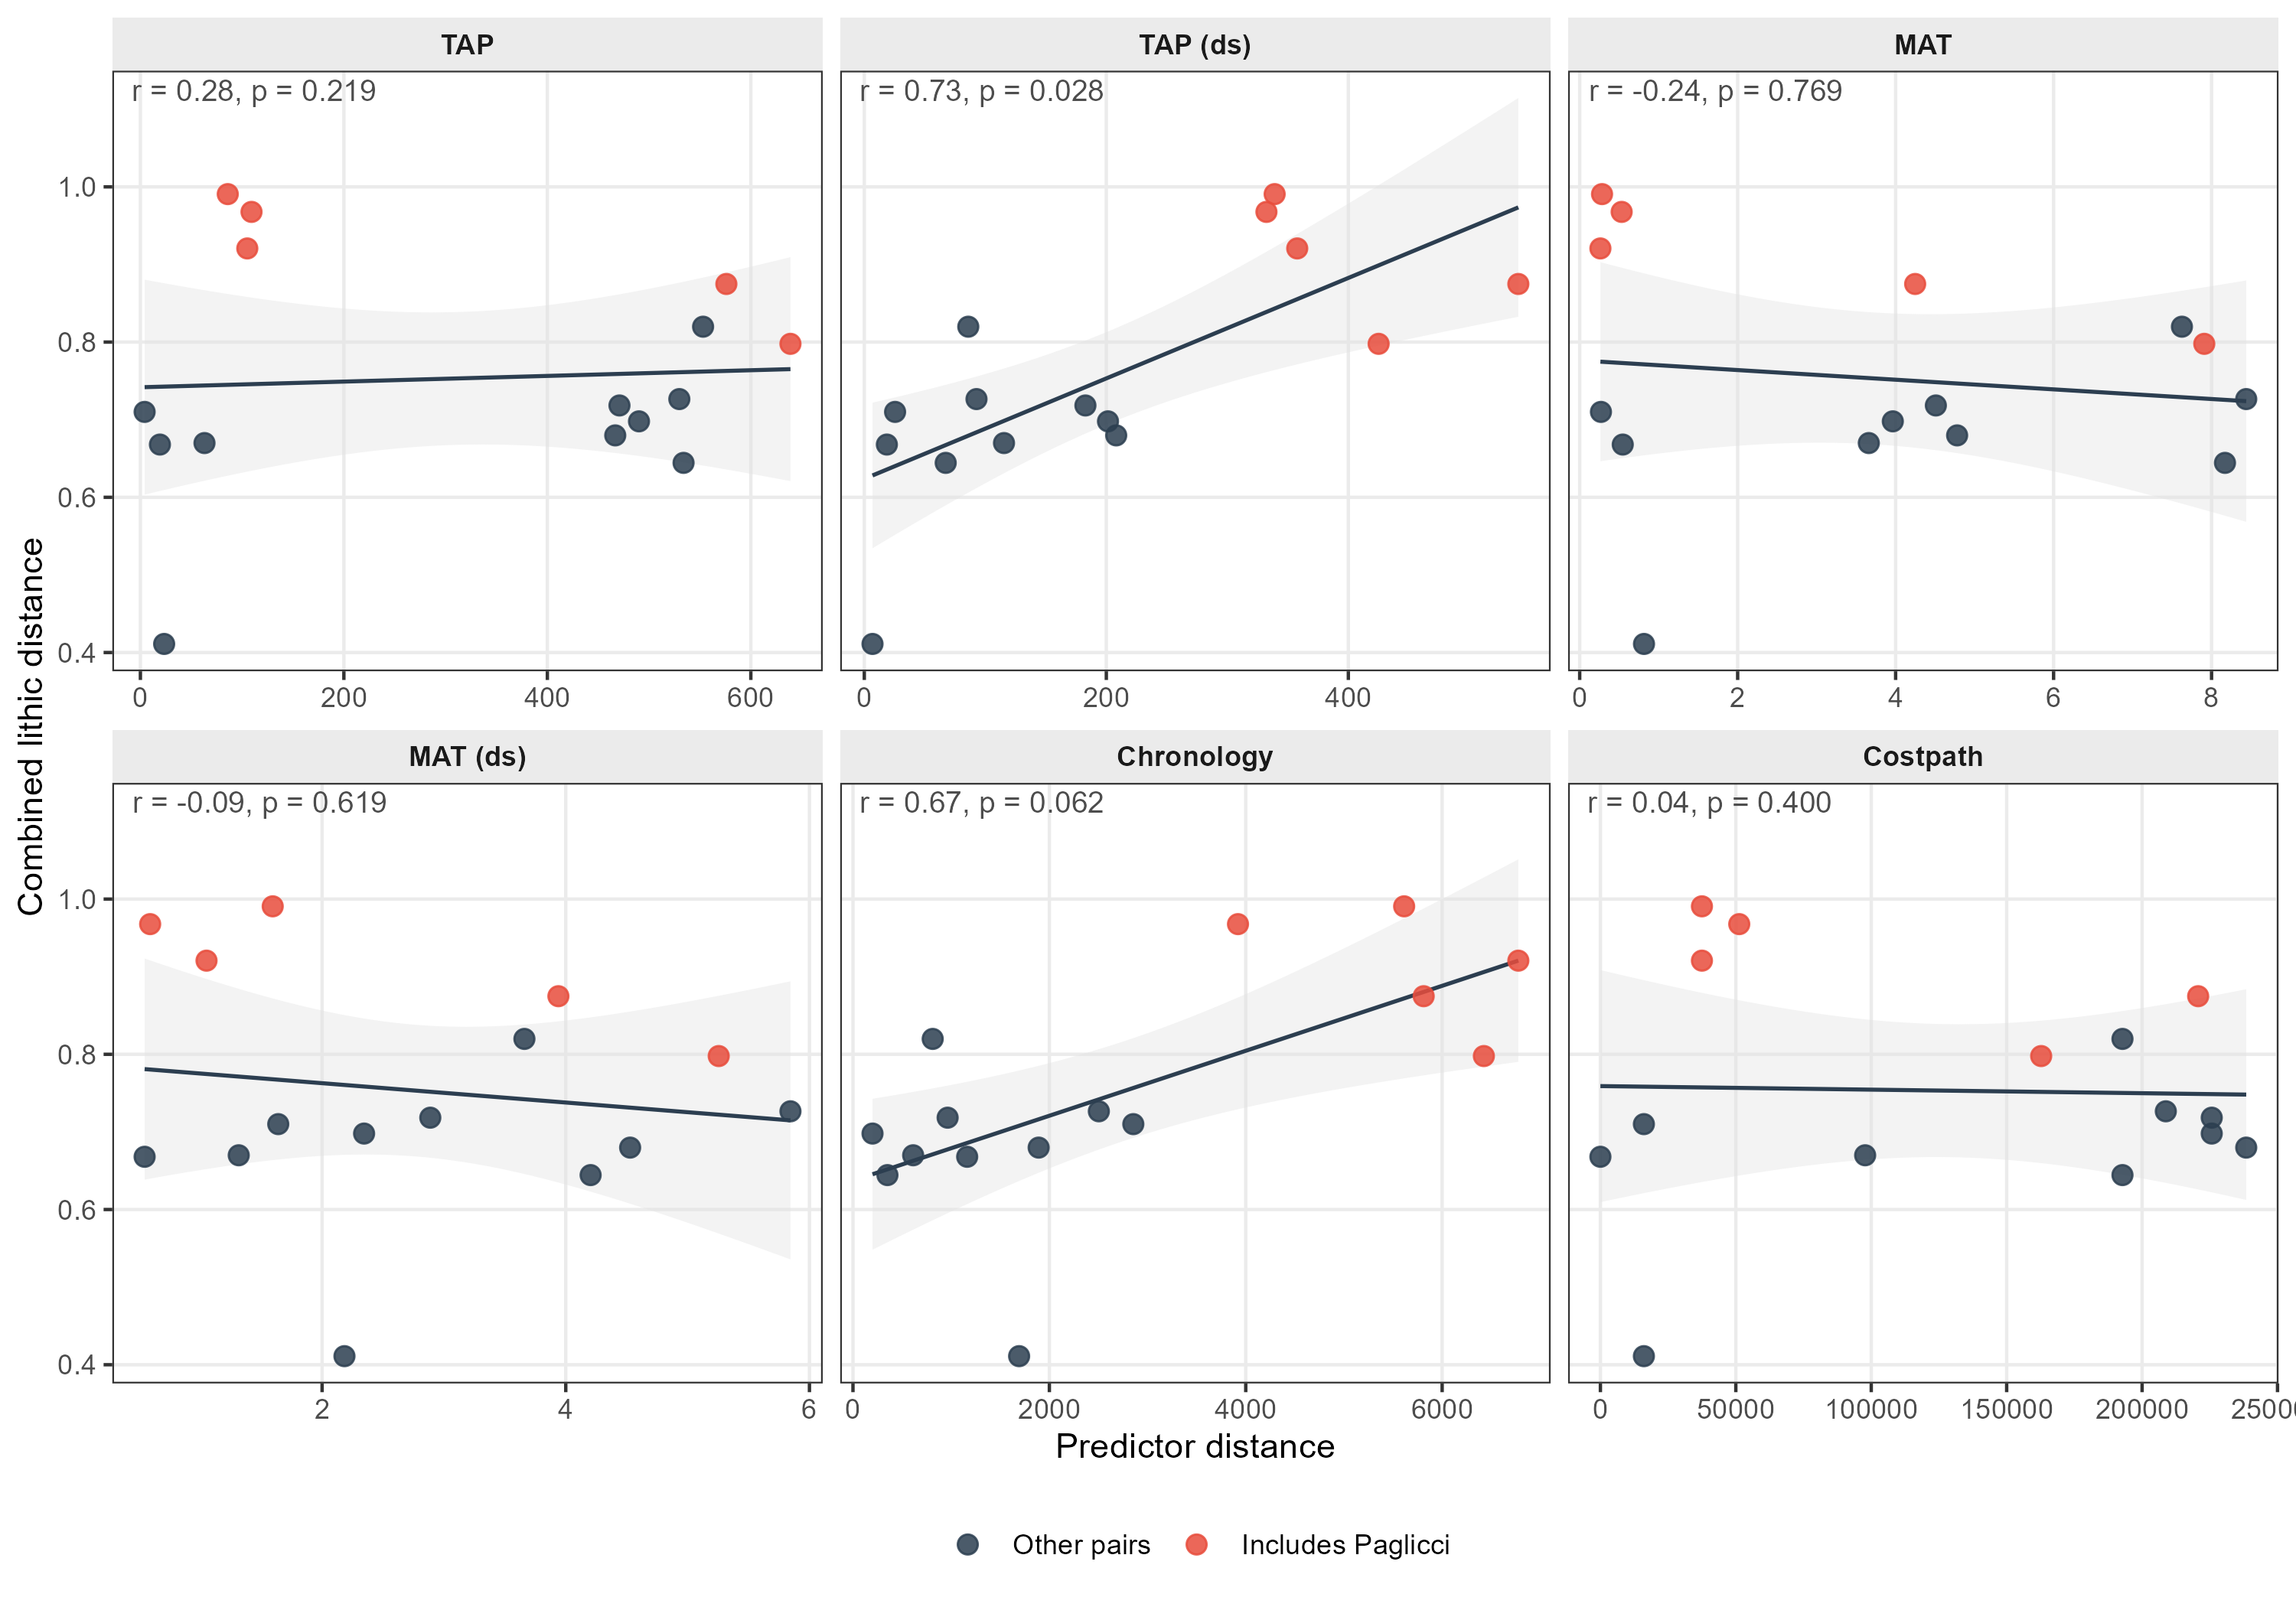 TAP
TAP (ds)
MAT
r = 0.28, p = 0.219
r = 0.73, p = 0.028
r = -0.24, p = 0.769
1.0
0.8
0.6
0.4
0 200 400 600
0 200 400
0 2 4 6 8
Combined lithic distance
MAT (ds)
Chronology
Costpath
r = -0.09, p = 0.619
r = 0.67, p = 0.062
r = 0.04, p = 0.400
1.0
0.8
0.6
0.4
2 4 6
0 2000 4000 6000
0 50000 100000 150000 200000 25000
Predictor distance
Other pairs
Includes Paglicci